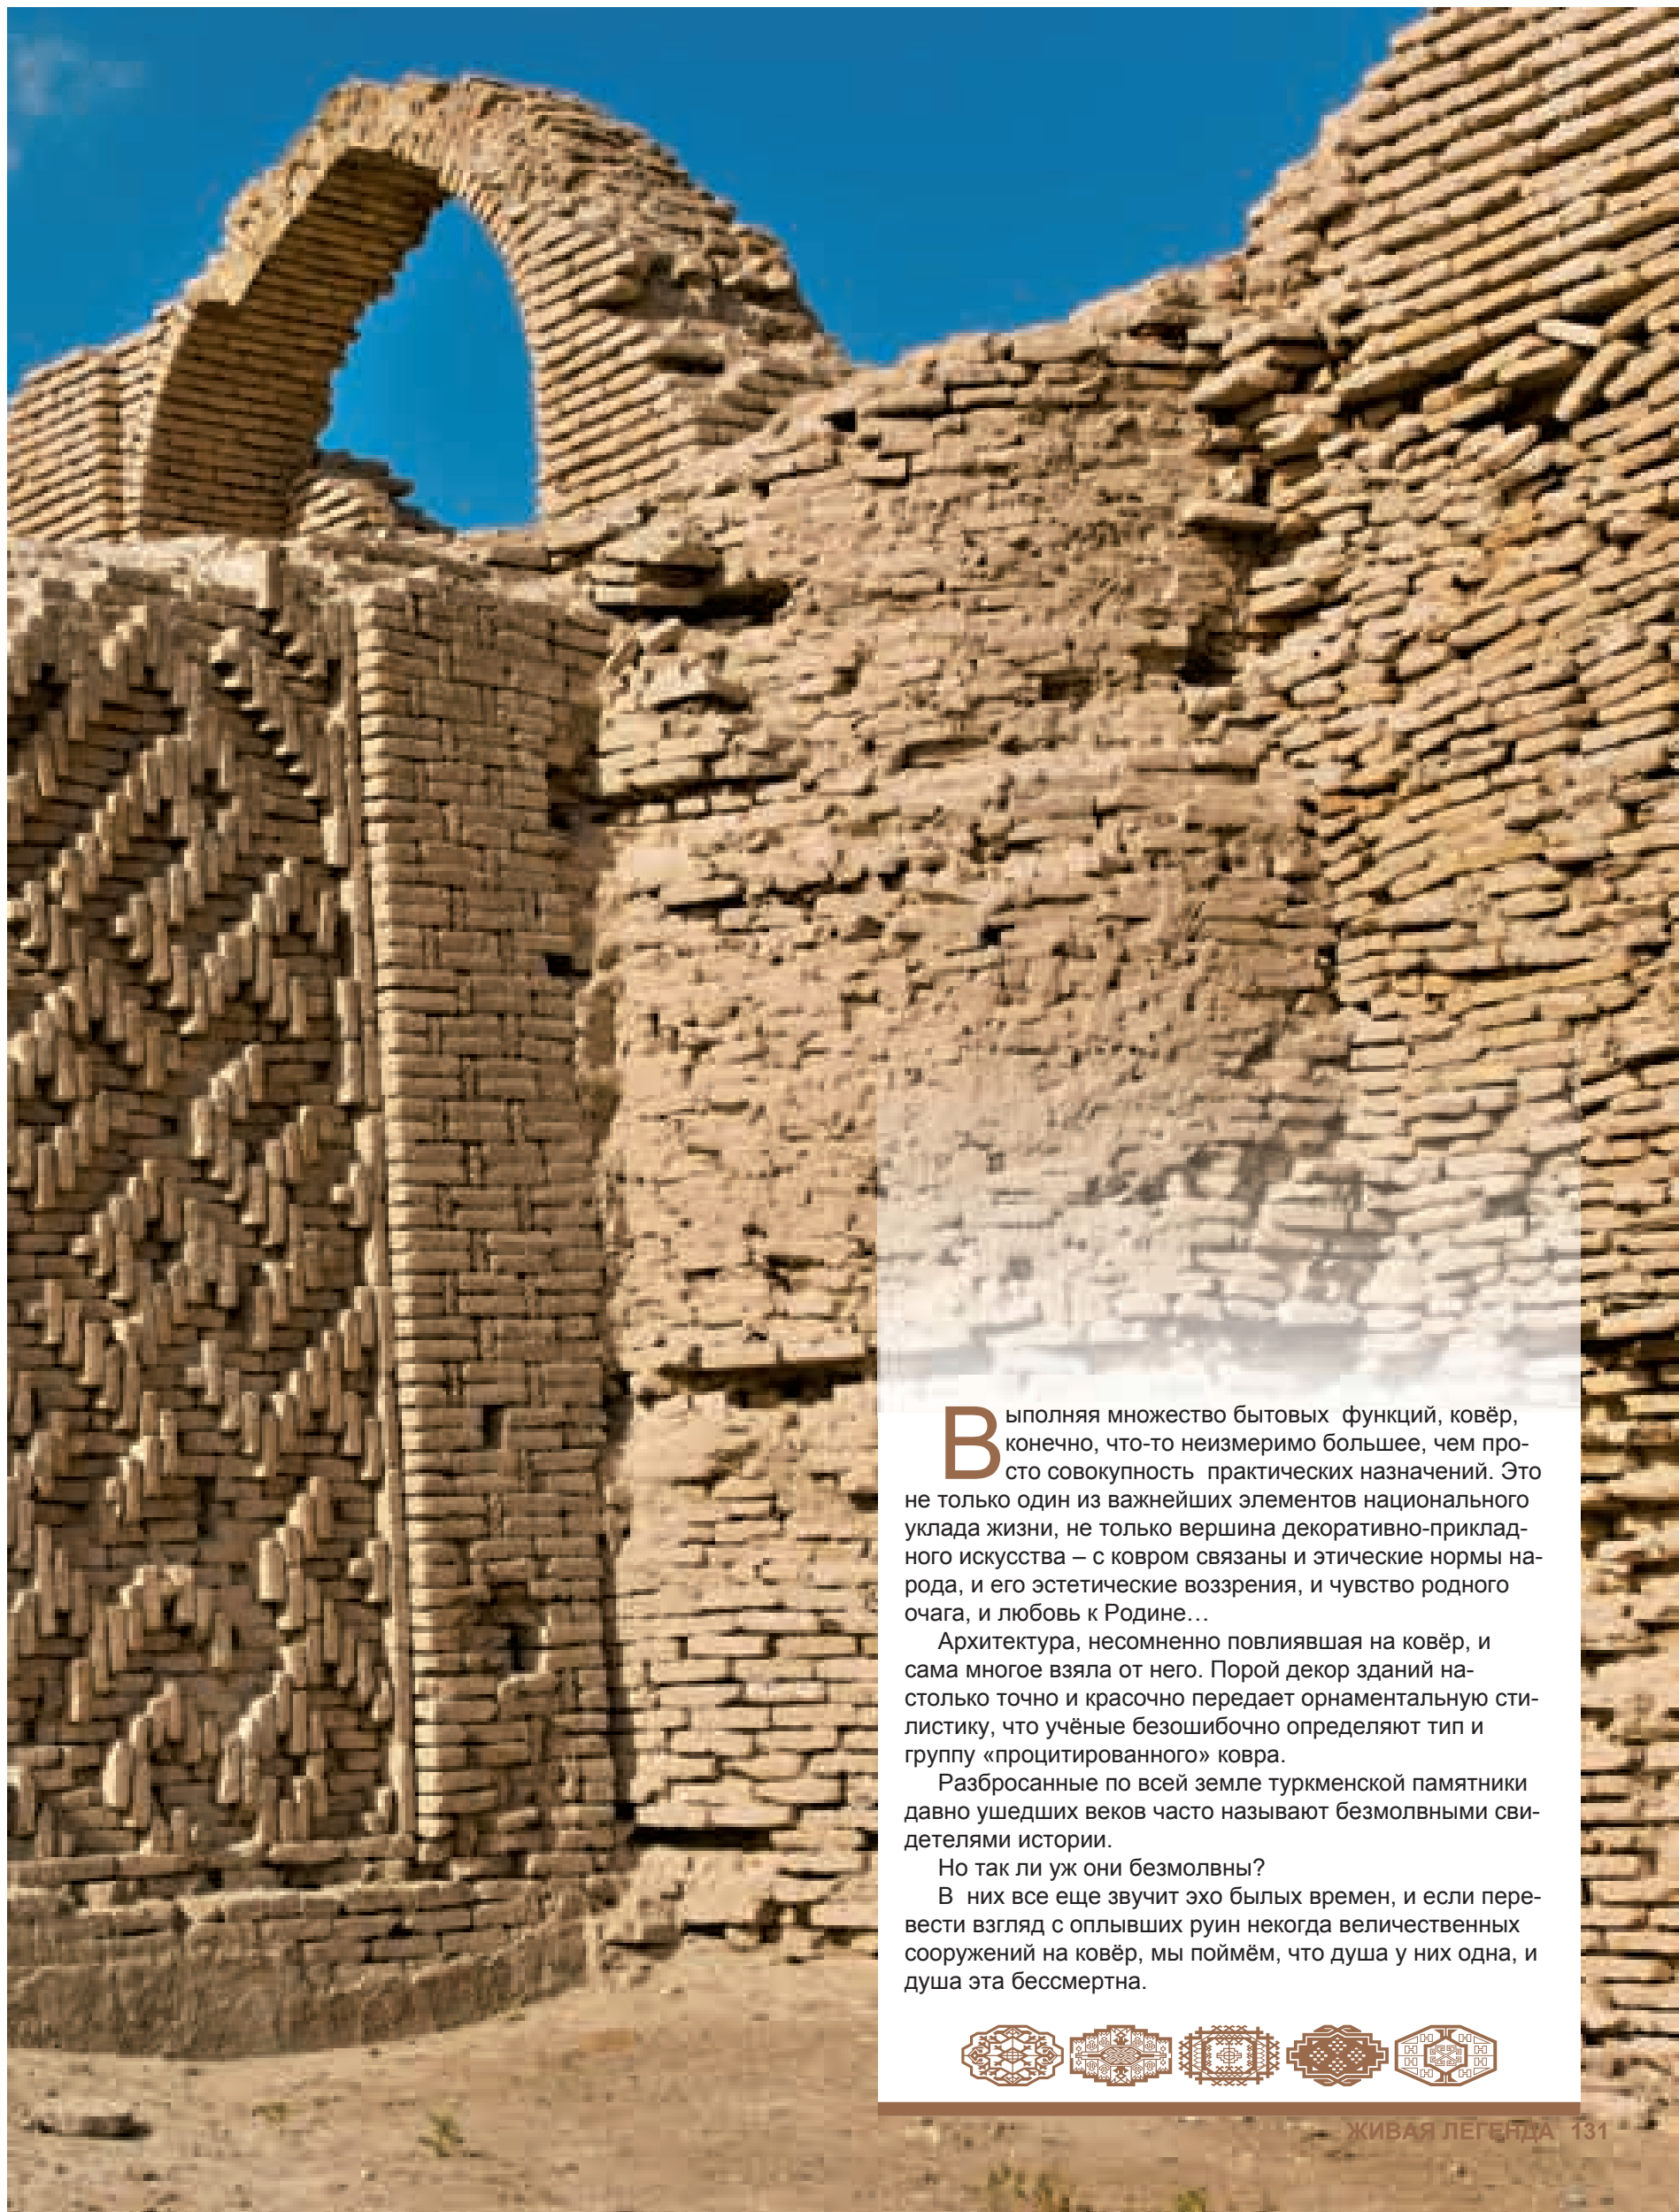 Выполняя множество бытовых функций, ковёр,
конечно, что-то неизмеримо большее, чем про-
сто совокупность практических назначений. Это
не только один из важнейших элементов национального
уклада жизни, не только вершина декоративно-приклад-
ного искусства – с ковром связаны и этические нормы на-
рода, и его эстетические воззрения, и чувство родного
очага, и любовь к Родине…
Архитектура, несомненно повлиявшая на ковёр, и
сама многое взяла от него. Порой декор зданий на-
столько точно и красочно передает орнаментальную сти-
листику, что учёные безошибочно определяют тип и
группу «процитированного» ковра.
Разбросанные по всей земле туркменской памятники
давно ушедших веков часто называют безмолвными сви-
детелями истории.
Но так ли уж они безмолвны?
В них все еще звучит эхо былых времен, и если пере-
вести взгляд с оплывших руин некогда величественных
сооружений на ковёр, мы поймём, что душа у них одна, и
душа эта бессмертна.
ЖИВАЯ ЛЕГЕНДА 131